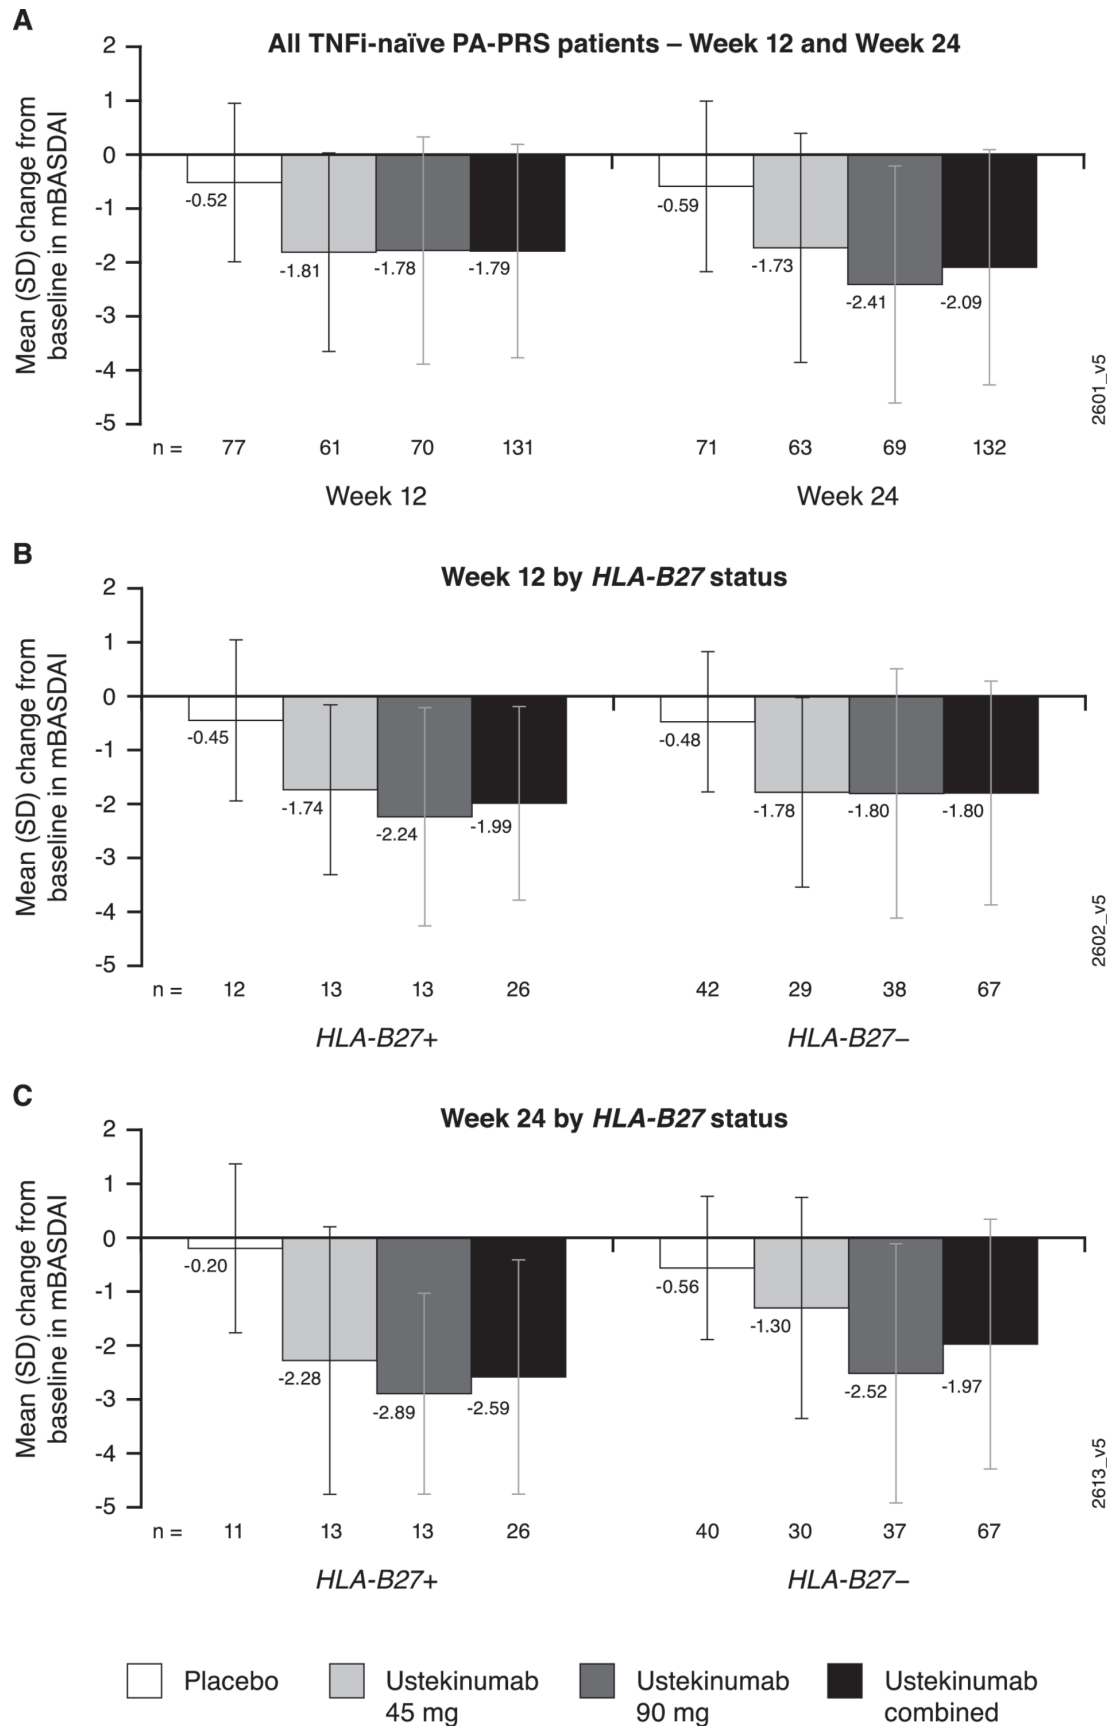 A
All TNFi-naïve PA-PRS patients – Week 12 and Week 24
Mean (SD) change from
baseline in mBASDAI
2
1
0
-1
-2
-3
-4
-5
-0.52
-1.81
-1.78
-1.79
-0.59
-1.73
-2.41
-2.09
n = 77 61 70 131 71 63 69 132
Week 12 Week 24
2601_v5
B
Week 12 by HLA-B27 status
Mean (SD) change from
baseline in mBASDAI
2
1
0
-1
-2
-3
-4
-5
-0.45
-1.74
-2.24
-1.99
-0.48
-1.78
-1.80
-1.80
n = 12 13 13 26 42 29 38 67
HLA-B27+ HLA-B27–
2602_v5
C
Week 24 by HLA-B27 status
Mean (SD) change from
baseline in mBASDAI
2
1
0
-1
-2
-3
-4
-5
-0.20
-2.28
-2.89
-2.59
-0.56
-1.30
-2.52
-1.97
n = 11 13 13 26 40 30 37 67
HLA-B27+ HLA-B27–
2613_v5
Placebo
Ustekinumab
45 mg
Ustekinumab
90 mg
Ustekinumab
combined